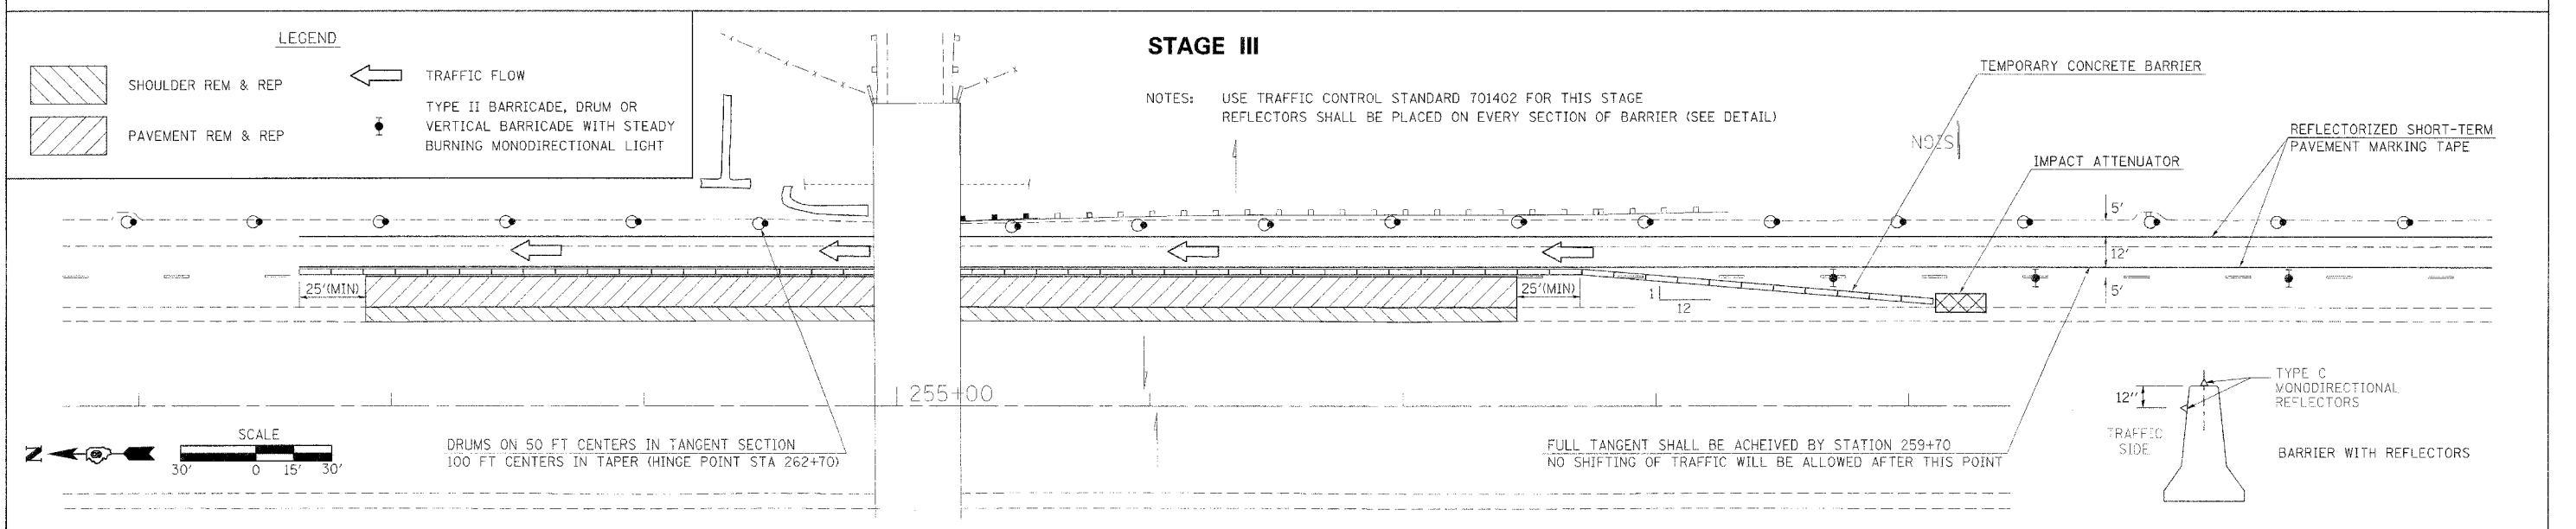 LEGEND
SHOULDER REM & REP
PAVEMENT REM & REP
TRAFFIC FLOW
TYPE II BARRICADE, DRUM OR
VERTICAL BARRICADE WITH STEADY
BURNING MONODIRECTIONAL LIGHT
STAGE III
NOTES: USE TRAFFIC CONTROL STANDARD 701402 FOR THIS STAGE
REFLECTORS SHALL BE PLACED ON EVERY SECTION OF BARRIER (SEE DETAIL)
TEMPORARY CONCRETE BARRIER
IMPACT ATTENUATOR
REFLECTORIZED SHORT-TERM
PAVEMENT MARKING TAPE
5'
12'
5'
25'(MIN)
25'(MIN)
1
12
255+00
N
SCALE
30' 0 15' 30'
DRUMS ON 50 FT CENTERS IN TANGENT SECTION
100 FT CENTERS IN TAPER (HINGE POINT STA 262+70)
FULL TANGENT SHALL BE ACHEIVED BY STATION 259+70
NO SHIFTING OF TRAFFIC WILL BE ALLOWED AFTER THIS POINT
12"
TYPE C
MONODIRECTIONAL
REFLECTORS
TRAFFIC
SIDE
BARRIER WITH REFLECTORS